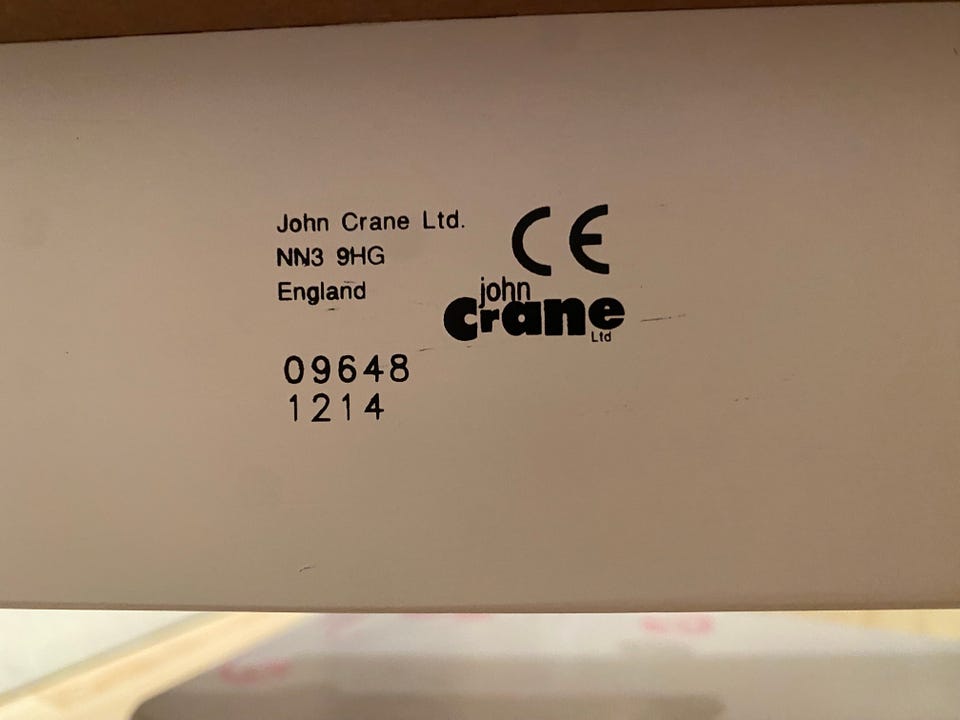 John Crane Ltd.
NN3 9HG
England
CE
john
crane
Ltd
09648
1214